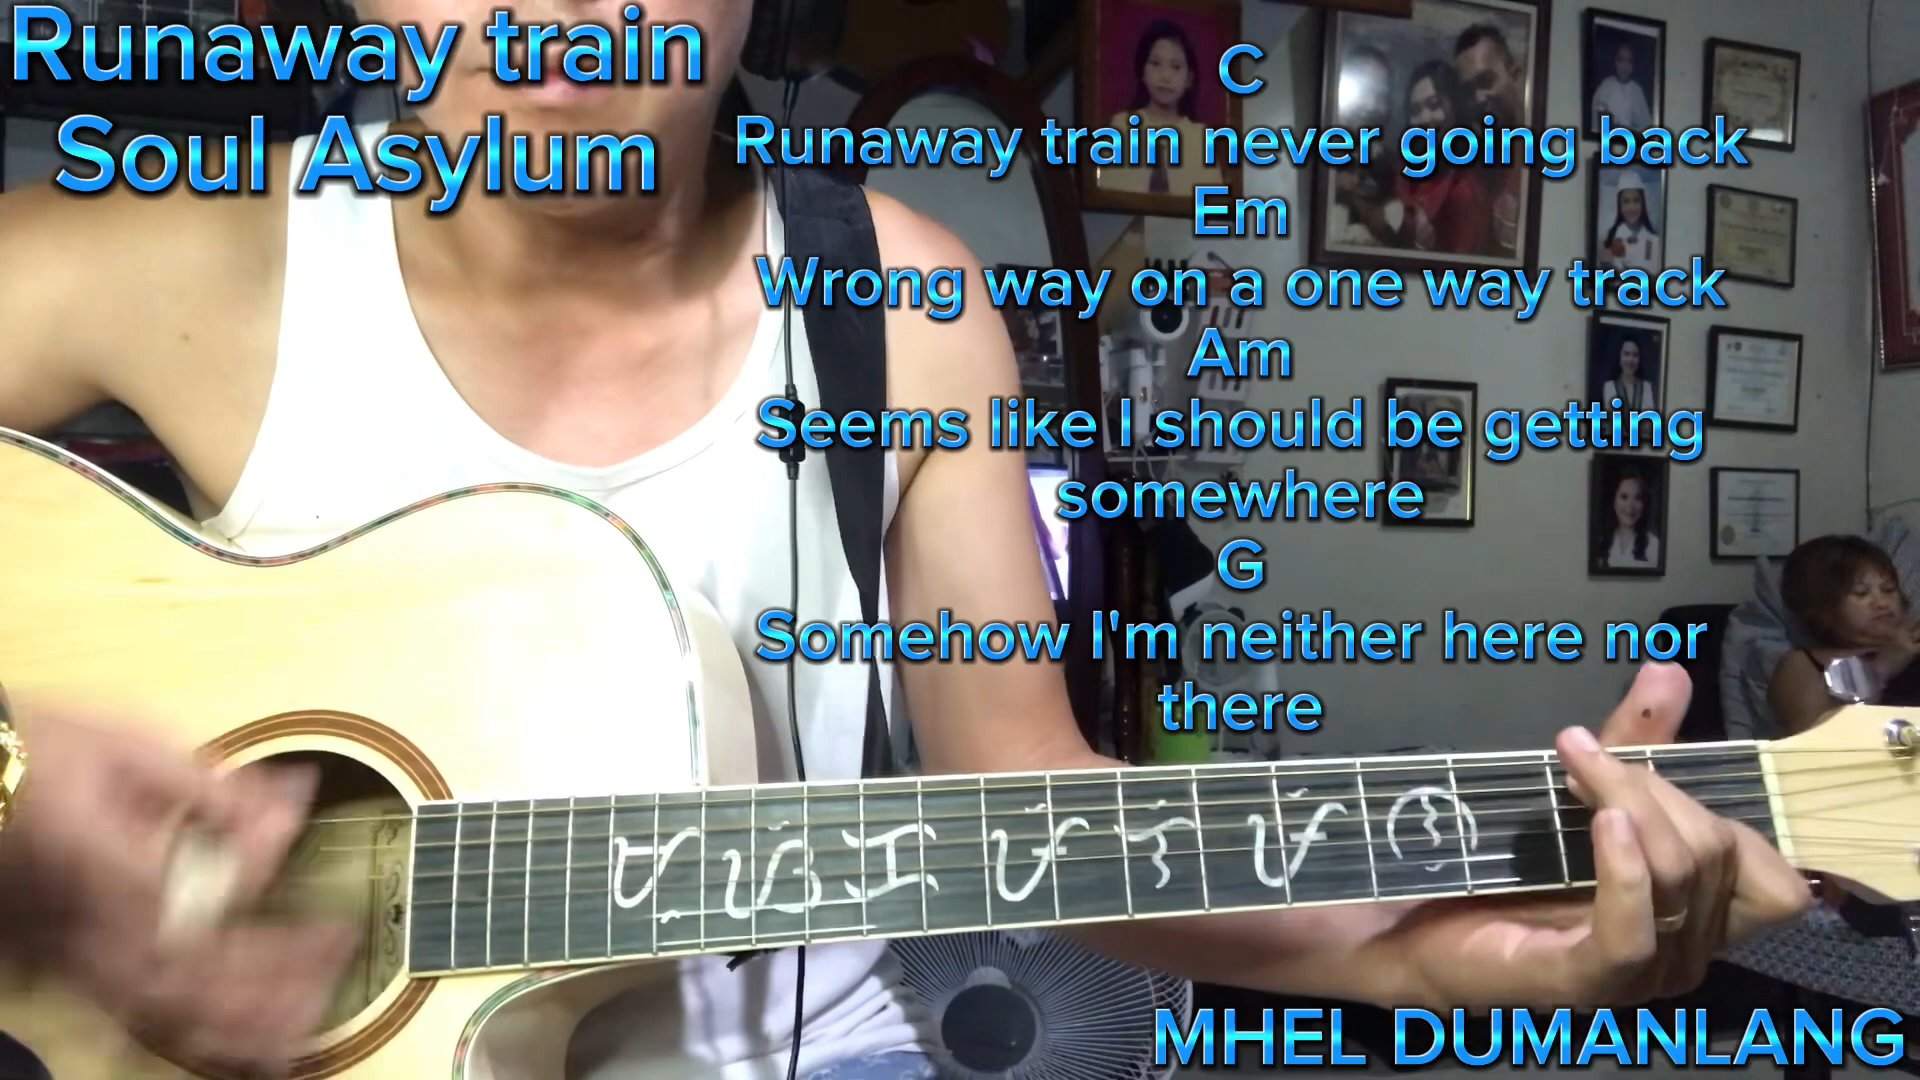 Runaway train
Soul Asylum
C
Runaway train never going back
Em
Wrong way on a one way track
Am
Seems like I should be getting
somewhere
G
Somehow I'm neither here nor
there
MHEL DUMANLANG